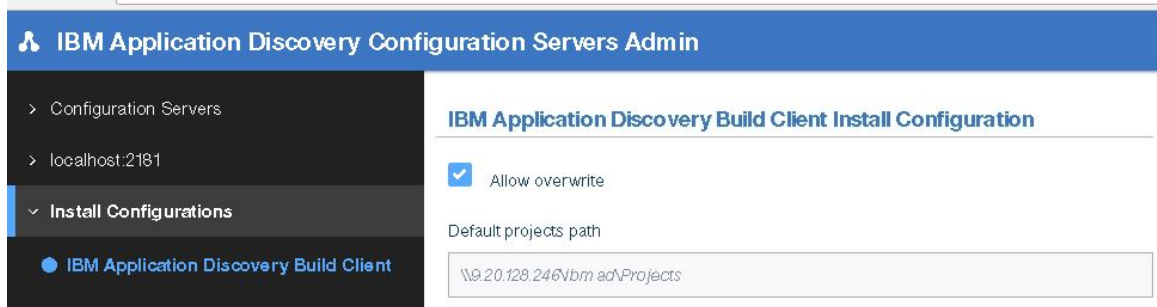 IBM Application Discovery Configuration Servers Admin
Configuration Servers
localhost:2181
Install Configurations
IBM Application Discovery Build Client
IBM Application Discovery Build Client Install Configuration
Allow overwrite
Default projects path
\\9.20.128.246\ibm ad\Projects